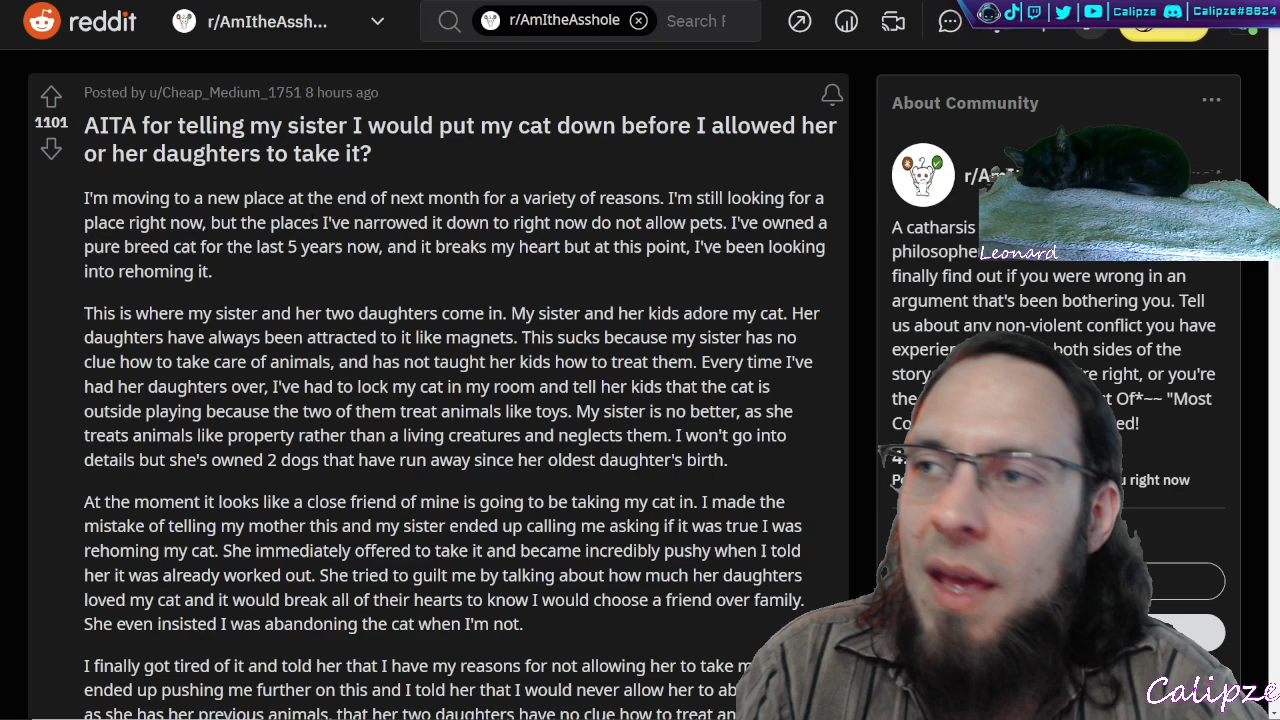 reddit
r/AmItheAssh...
r/AmItheAsshole
Calipze
Calipze#8824
Posted by u/Cheap_Medium_1751 8 hours ago
1101
AITA for telling my sister I would put my cat down before I allowed her
or her daughters to take it?
I'm moving to a new place at the end of next month for a variety of reasons. I'm still looking for a
place right now, but the places I've narrowed it down to right now do not allow pets. I've owned a
pure breed cat for the last 5 years now, and it breaks my heart but at this point, I've been looking
into rehoming it.
This is where my sister and her two daughters come in. My sister and her kids adore my cat. Her
daughters have always been attracted to it like magnets. This sucks because my sister has no
clue how to take care of animals, and has not taught her kids how to treat them. Every time I've
had her daughters over, I've had to lock my cat in my room and tell her kids that the cat is
outside playing because the two of them treat animals like toys. My sister is no better, as she
treats animals like property rather than a living creatures and neglects them. I won't go into
details but she's owned 2 dogs that have run away since her oldest daughter's birth.
At the moment it looks like a close friend of mine is going to be taking my cat in. I made the
mistake of telling my mother this and my sister ended up calling me asking if it was true I was
rehoming my cat. She immediately offered to take it and became incredibly pushy when I told
her it was already worked out. She tried to guilt me by talking about how much her daughters
loved my cat and it would break all of their hearts to know I would choose a friend over family.
She even insisted I was abandoning the cat when I'm not.
I finally got tired of it and told her that I have my reasons for not allowing her to take
ended up pushing me further on this and I told her that I would never allow her to
as she has her previous animals, that her two daughters have no clue how to treat
About Community
A catharsis
finally find out if you were wrong in an
argument that's been bothering you. Tell
us about any non-violent conflict you have
both sides of the
story right, or you're
the Of*~~ "Most
right now
Leonard
Calipze